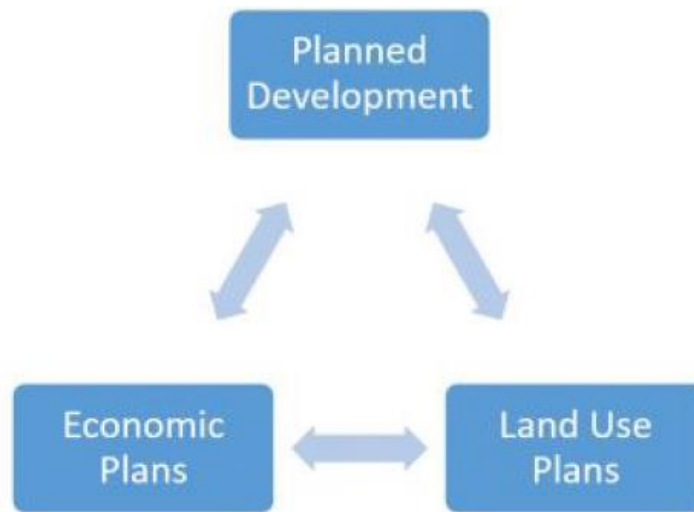 Planned
Development
Economic
Plans
Land Use
Plans